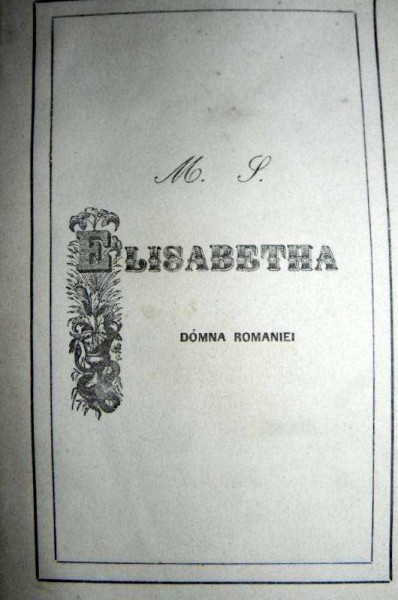 M. S.
ELISABETHA
DÓMNA ROMANIEI